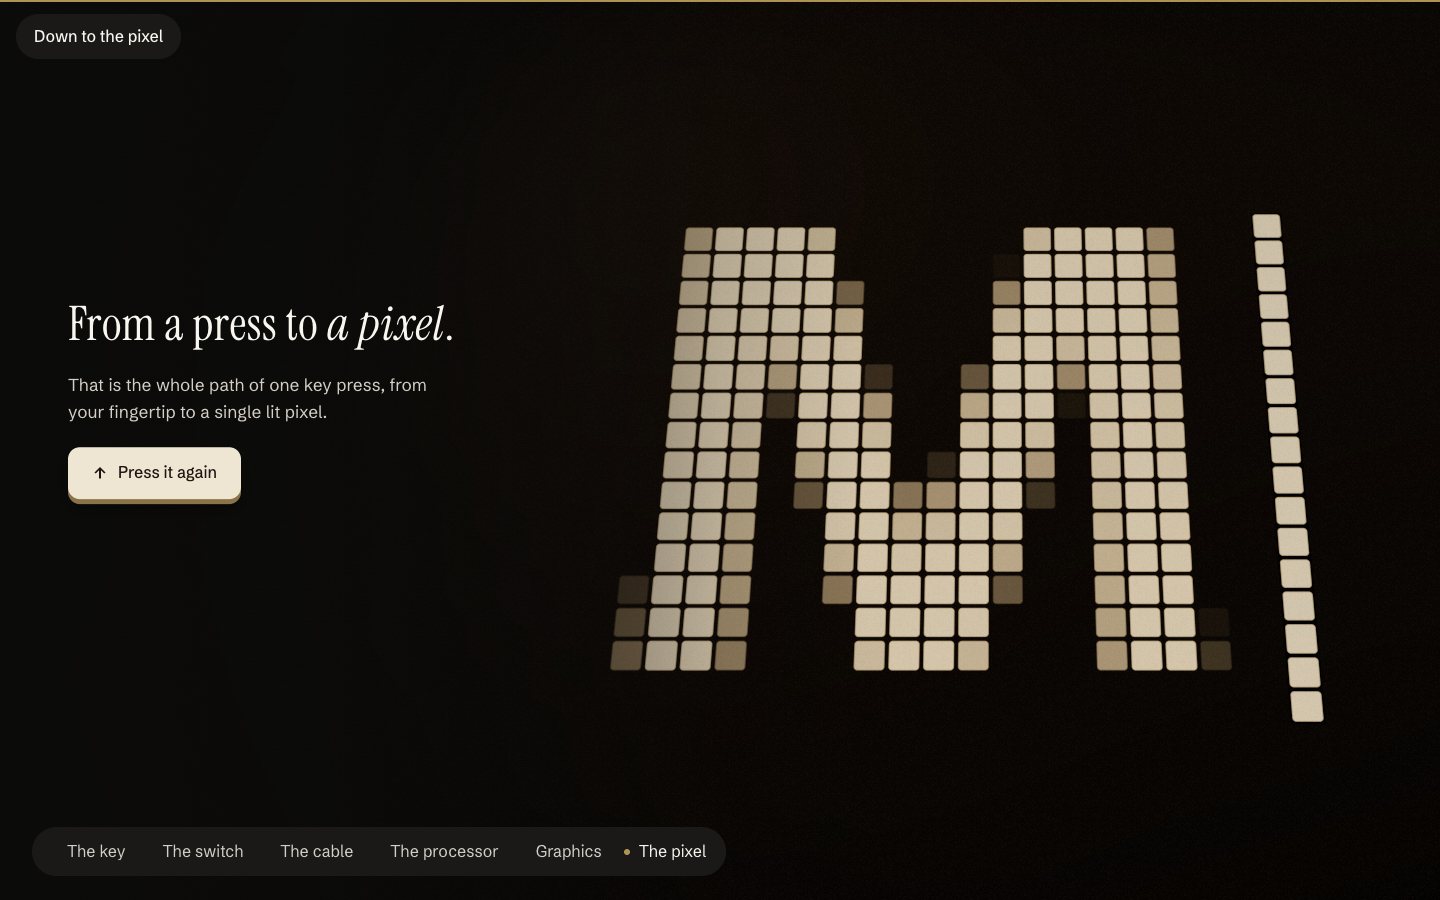 Down to the pixel
M
From a press to a pixel.
That is the whole path of one key press, from
your fingertip to a single lit pixel.
↑ Press it again
The key The switch The cable The processor Graphics • The pixel